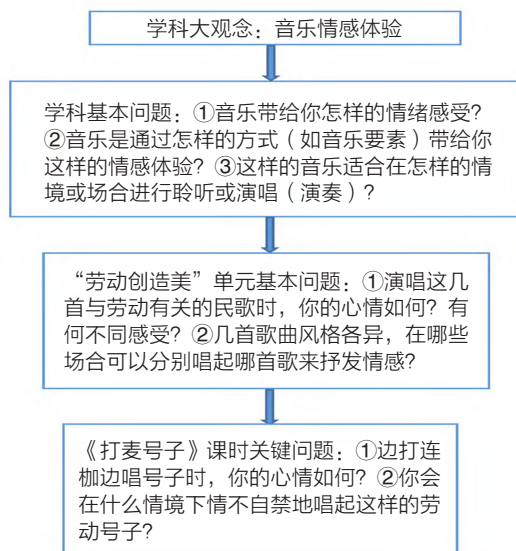 学科大观念：音乐情感体验
学科基本问题：①音乐带给你怎样的情绪感受？
②音乐是通过怎样的方式（如音乐要素）带给你
这样的情感体验？③这样的音乐适合在怎样的情
境或场合进行聆听或演唱（演奏）？
“劳动创造美”单元基本问题：①演唱这几
首与劳动有关的民歌时，你的心情如何？有
何不同感受？②几首歌曲风格各异，在哪些
场合可以分别唱起哪首歌来抒发情感？
《打麦号子》课时关键问题：①边打连
枷边唱号子时，你的心情如何？②你会
在什么情境下情不自禁地唱起这样的劳
动号子？